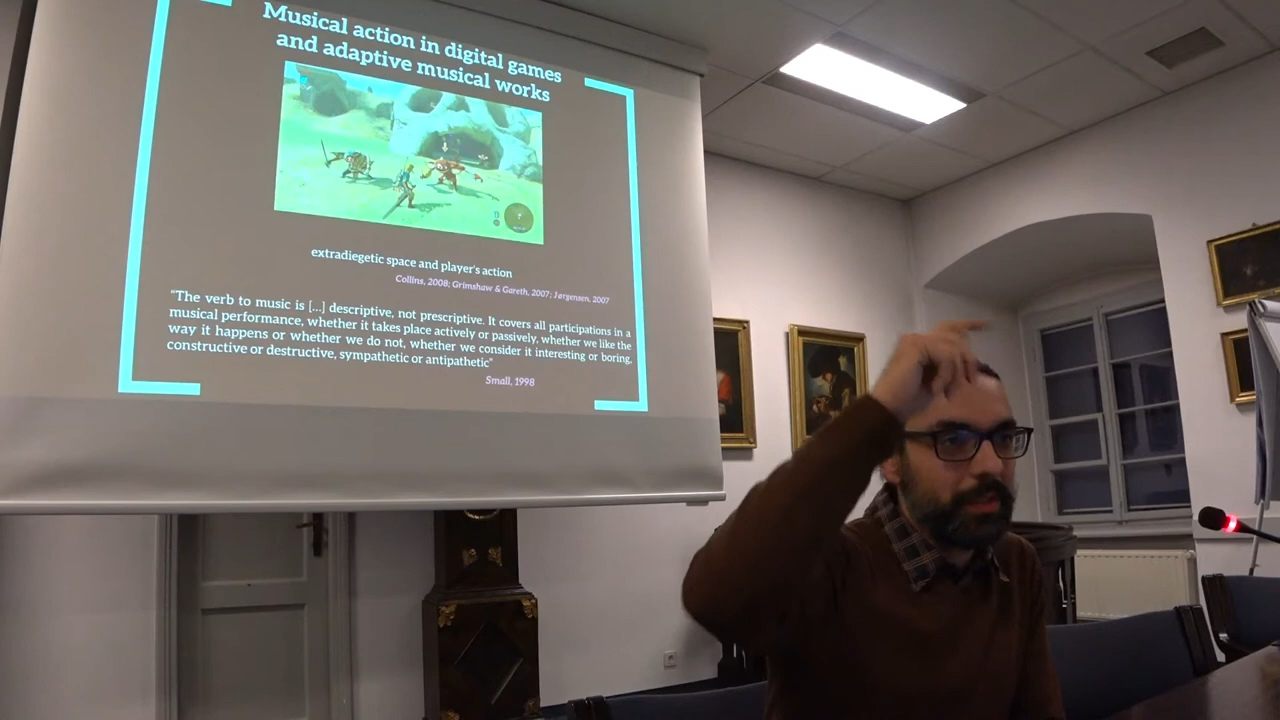 Musical action in digital games
and adaptive musical works
extradiegetic space and player's action
Collins, 2008; Grimshaw & Gareth, 2007; Jørgensen, 2007
"The verb to music is [...] descriptive, not prescriptive. It covers all participations in a
musical performance, whether it takes place actively or passively, whether we like the
way it happens or whether we do not, whether we consider it interesting or boring,
constructive or destructive, sympathetic or antipathetic"
Small, 1998